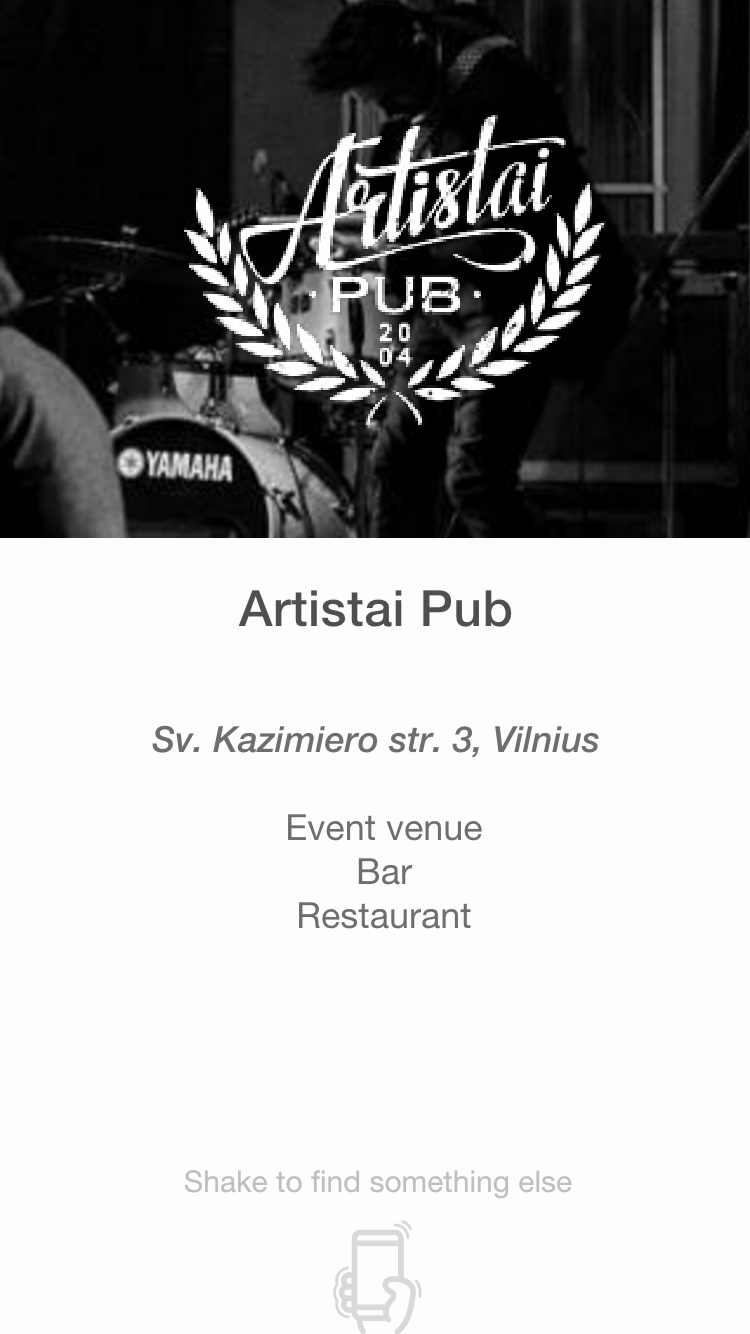 Artistai
· PUB ·
20
04
YAMAHA
Artistai Pub
Sv. Kazimiero str. 3, Vilnius
Event venue
Bar
Restaurant
Shake to find something else